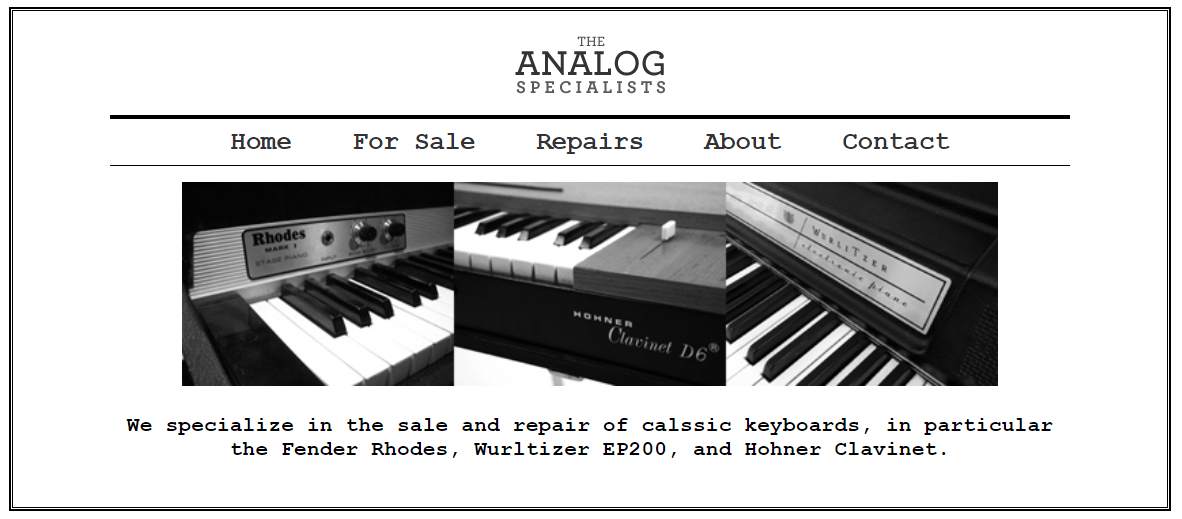 THE
ANALOG
SPECIALISTS
Home For Sale Repairs About Contact
Rhodes
MARK I
STAGE PIANO
INPUT
HOHNER
Clavinet D6®
WURLITZER
electronic piano
We specialize in the sale and repair of calssic keyboards, in particular
the Fender Rhodes, Wurltizer EP200, and Hohner Clavinet.